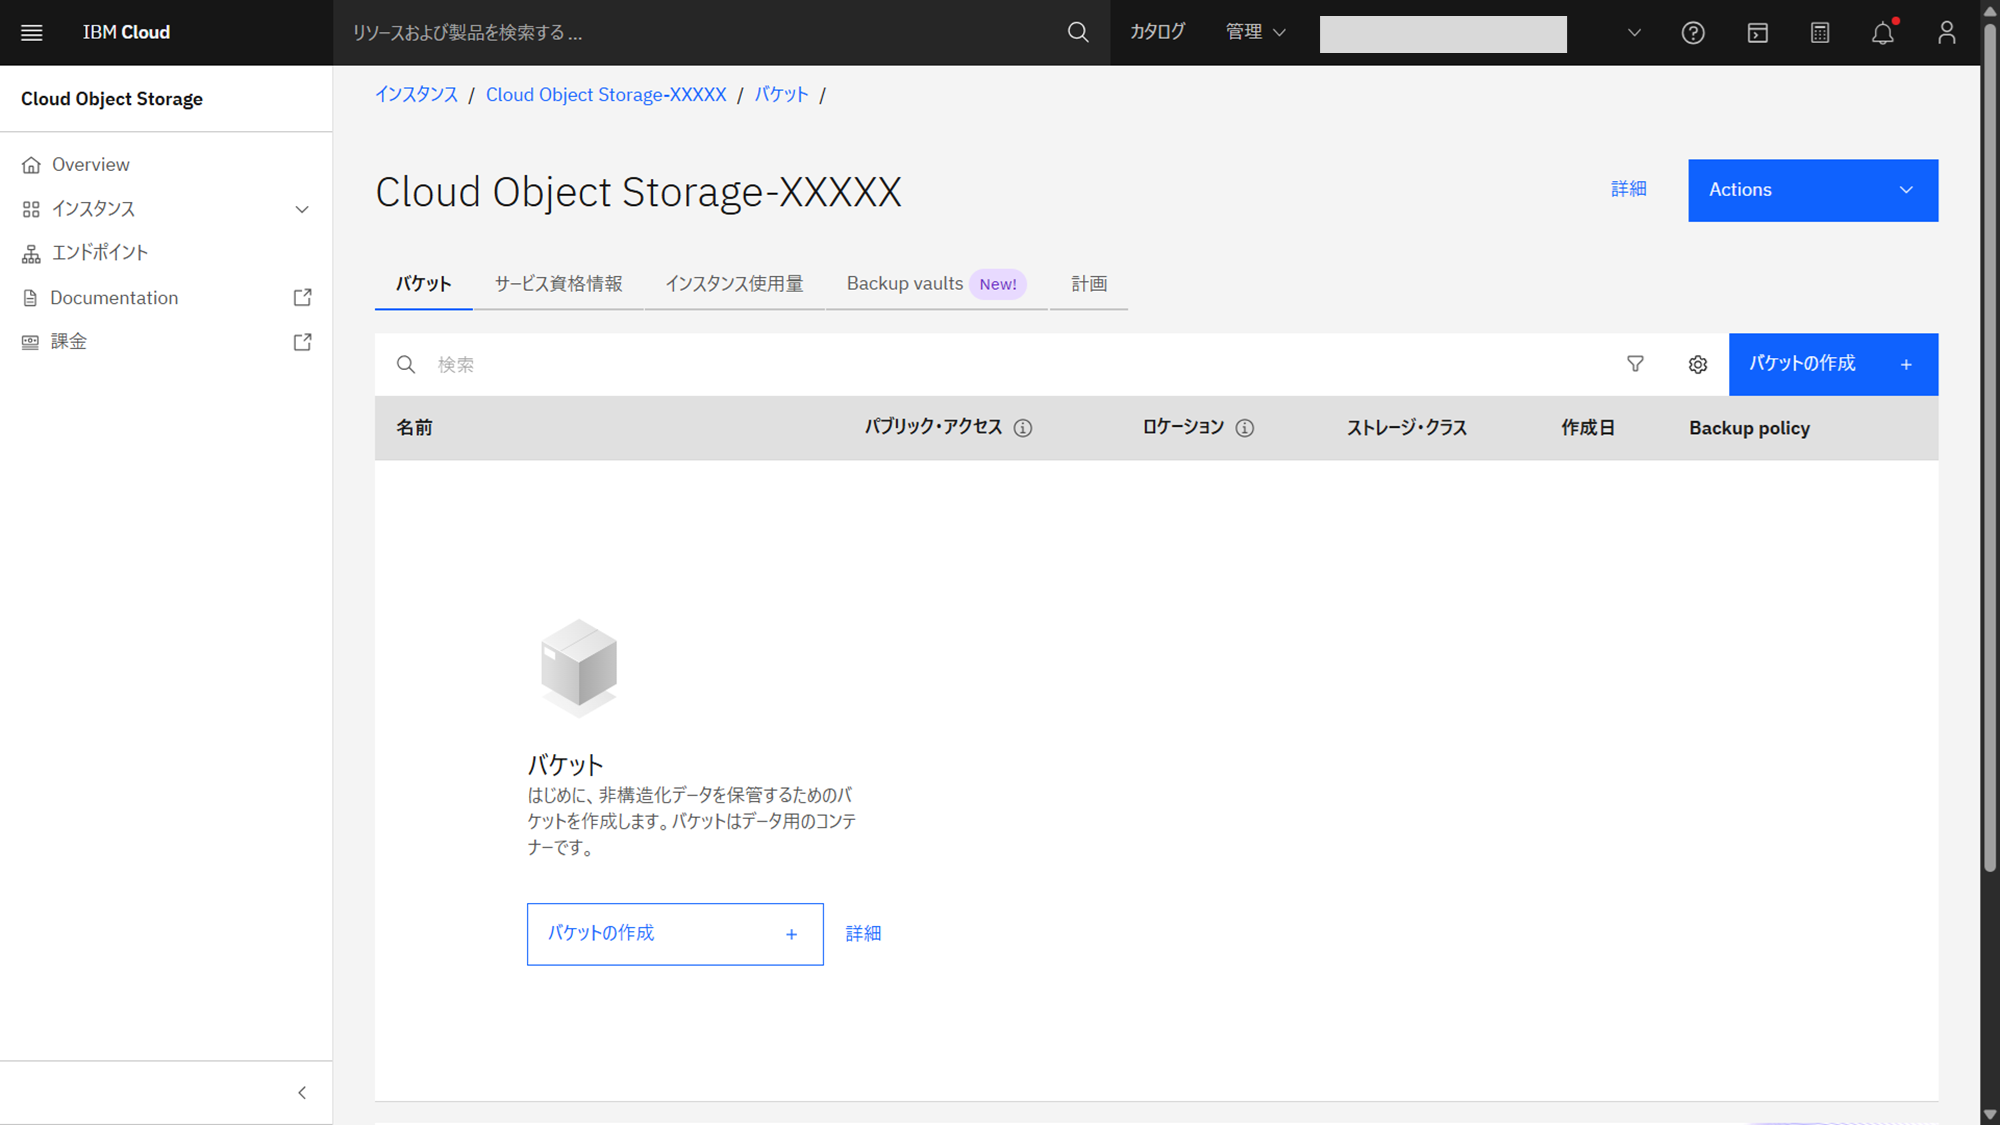 IBM Cloud
リソースおよび製品を検索する...
カタログ
管理
Cloud Object Storage
Overview
インスタンス
エンドポイント
Documentation
課金
インスタンス / Cloud Object Storage-XXXXX / バケット /
Cloud Object Storage-XXXXX
詳細
Actions
バケット
サービス資格情報
インスタンス使用量
Backup vaults New!
計画
検索
バケットの作成 +
名前 パブリック・アクセス ロケーション ストレージ・クラス 作成日 Backup policy
バケット
はじめに、非構造化データを保管するためのバ
ケットを作成します。バケットはデータ用のコンテ
ナーです。
バケットの作成 +
詳細